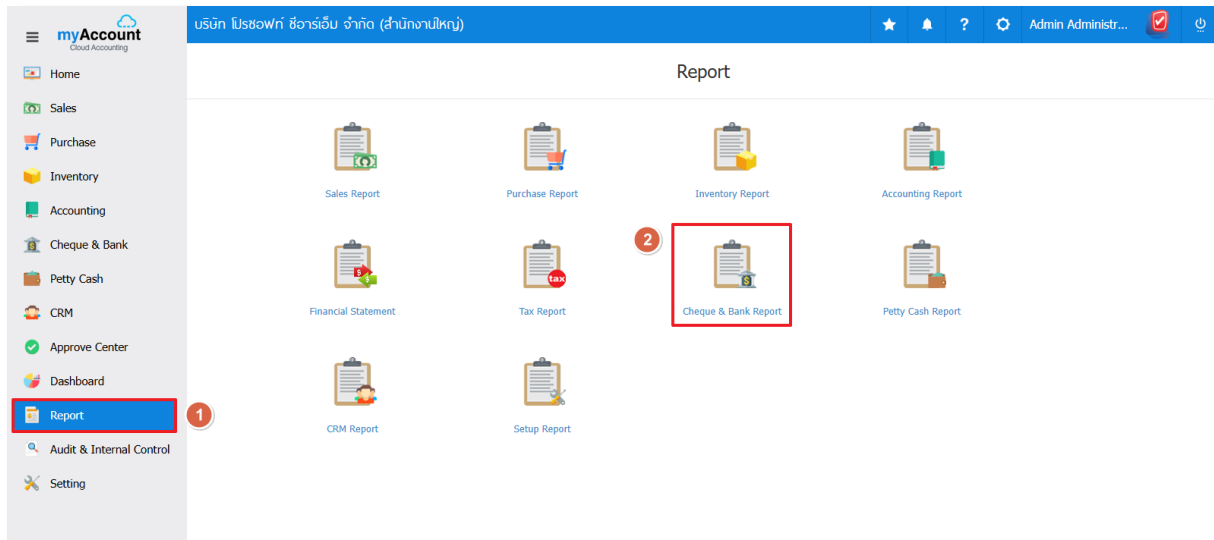 myAccount
Cloud Accounting
บริษัท โปรซอฟท์ ซีอาร์เอ็ม จำกัด (สำนักงานใหญ่)
?
Admin Administr...
Home
Sales
Purchase
Inventory
Accounting
Cheque & Bank
Petty Cash
CRM
Approve Center
Dashboard
Report
1
Audit & Internal Control
Setting
Report
Sales Report
Purchase Report
Inventory Report
Accounting Report
2
$
$
tax
$
Financial Statement
Tax Report
Cheque & Bank Report
Petty Cash Report
CRM Report
Setup Report